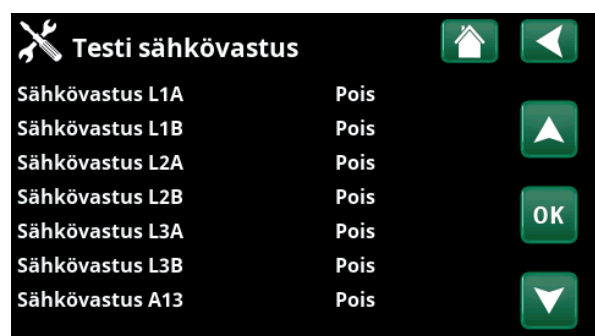 Testi sähkövastus
Sähkövastus L1A Pois
Sähkövastus L1B Pois
Sähkövastus L2A Pois
Sähkövastus L2B Pois
Sähkövastus L3A Pois
Sähkövastus L3B Pois
Sähkövastus A13 Pois
OK